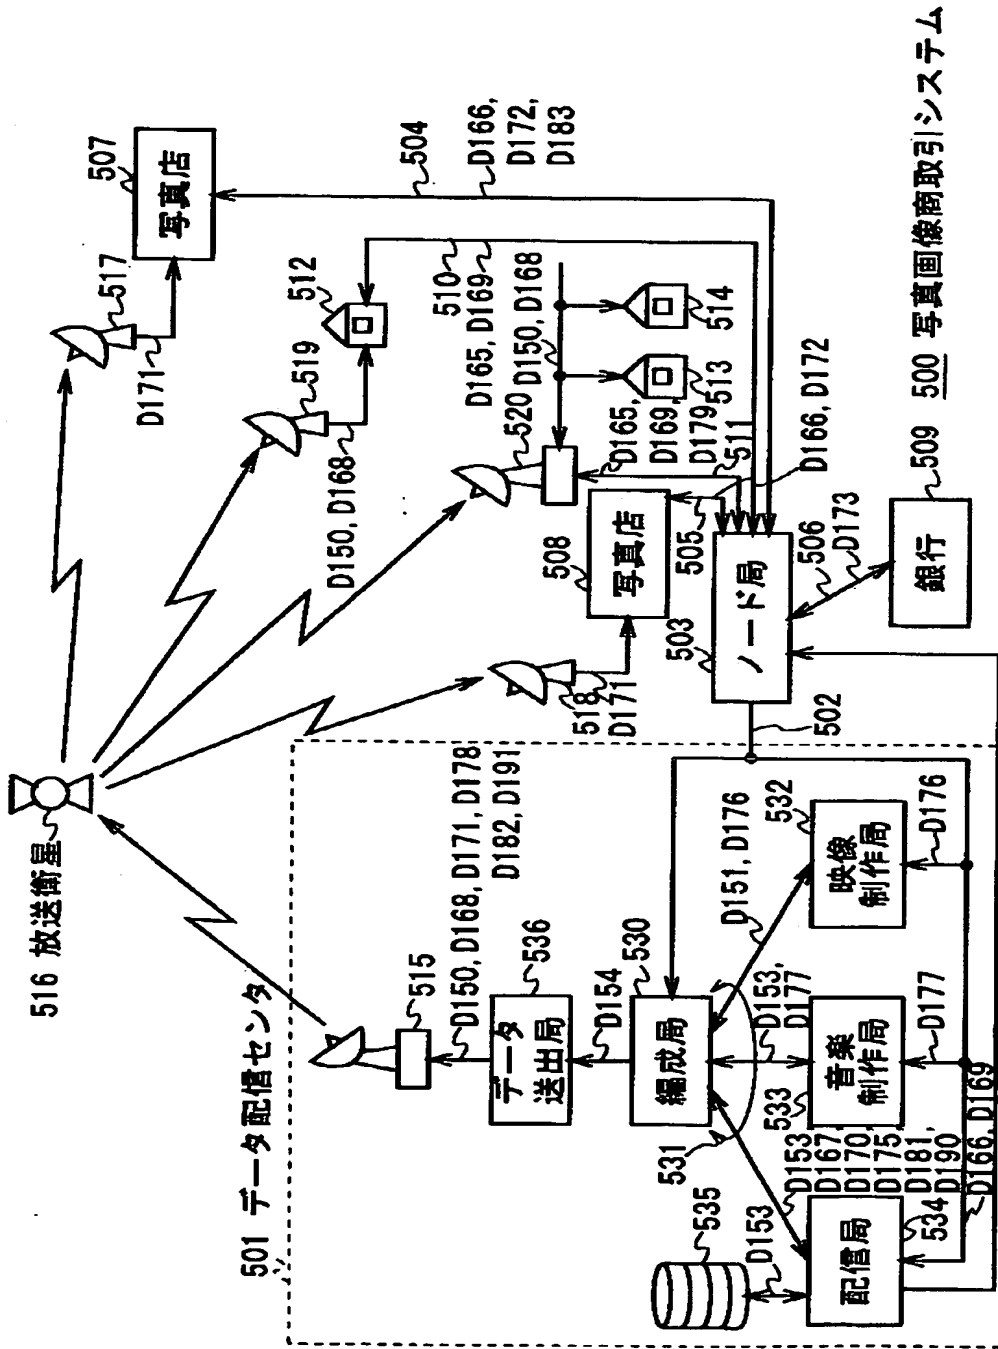 516 放送衛星
501 データ配信センタ
515
D150, D168, D171, D178
D182, D191
536
データ
送出局
D154
530
編成局
531
535
D153
D153
D167,
D170,
D175,
D181,
D190
D153,
D177
D151, D176
533
音楽
制作局
D177
532
映像
制作局
D176
配信局
534
D166, D169
502
517
D171
507
写真店
519
D150, D168
512
520
D150, D168
518
D171
508
写真店
504
D166,
D172,
D183
510
D165, D169
513
514
D165,
D169,
D179
511
505
D166, D172
503
ノード局
506
D173
509
銀行
500 写真画像商取引システム